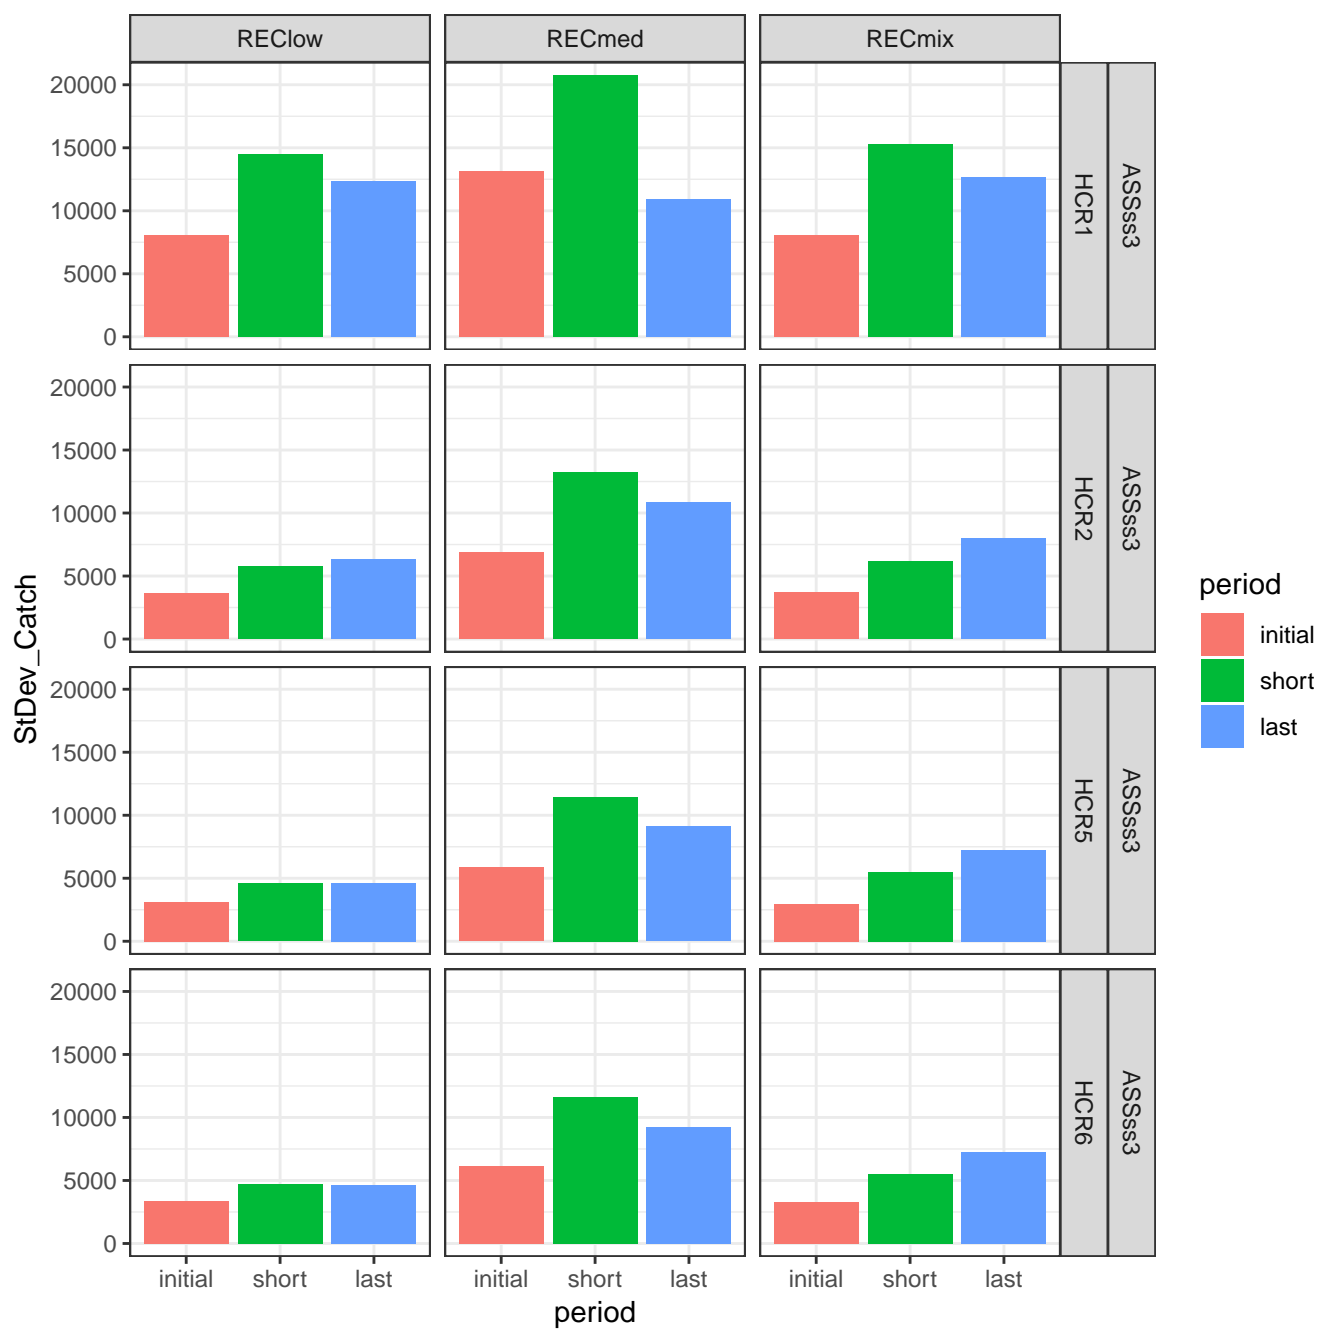 REClow RECmed RECmix
20000
15000
10000
5000
0
HCR1
ASSss3
20000
15000
10000
5000
0
HCR2
ASSss3
20000
15000
10000
5000
0
HCR5
ASSss3
20000
15000
10000
5000
0
HCR6
ASSss3
StDev_Catch
initial short last initial short last initial short last
period
period
initial
short
last